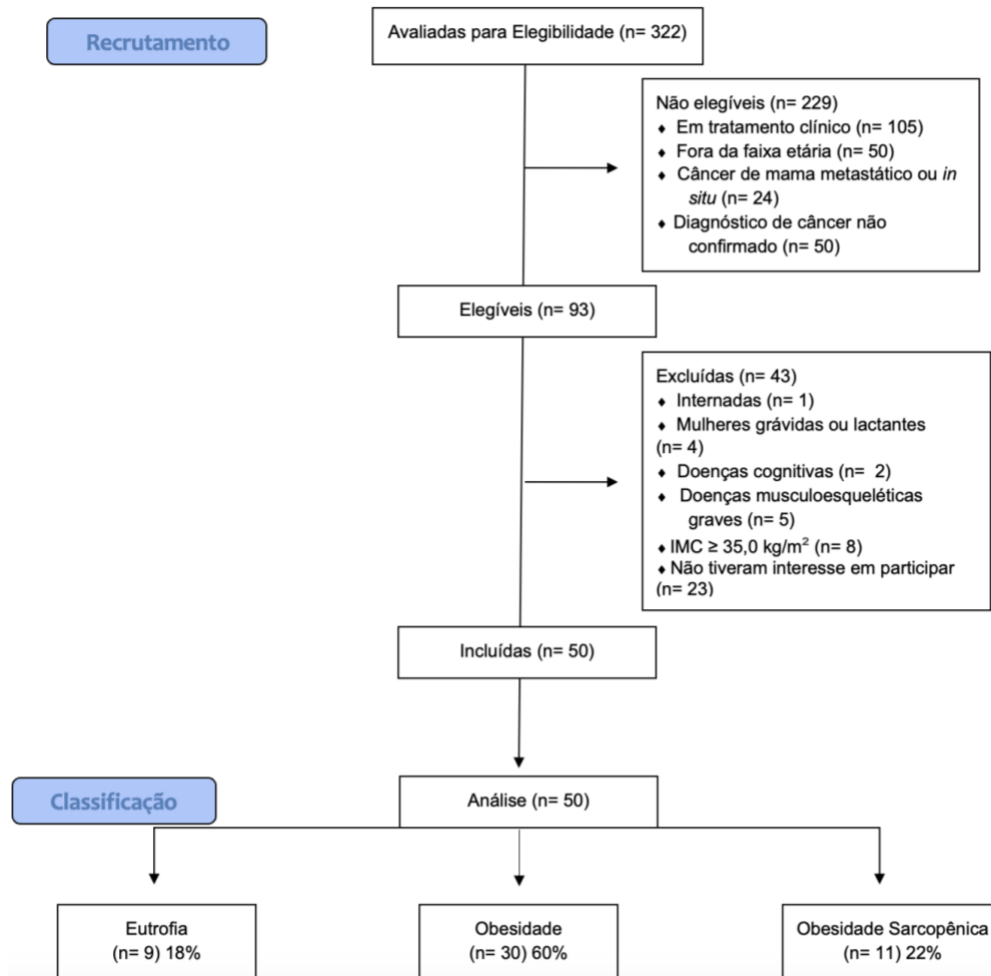 Recrutamento
Avaliadas para Elegibilidade (n= 322)
Não elegíveis (n= 229)
♦ Em tratamento clínico (n= 105)
♦ Fora da faixa etária (n= 50)
♦ Câncer de mama metastático ou in
situ (n= 24)
♦ Diagnóstico de câncer não
confirmado (n= 50)
Elegíveis (n= 93)
Excluídas (n= 43)
♦ Internadas (n= 1)
♦ Mulheres grávidas ou lactantes
(n= 4)
♦ Doenças cognitivas (n= 2)
♦ Doenças musculoesqueléticas
graves (n= 5)
♦ IMC ≥ 35,0 kg/m² (n= 8)
♦ Não tiveram interesse em participar
(n= 23)
Incluídas (n= 50)
Classificação
Análise (n= 50)
Eutrofia
(n= 9) 18%
Obesidade
(n= 30) 60%
Obesidade Sarcopênica
(n= 11) 22%